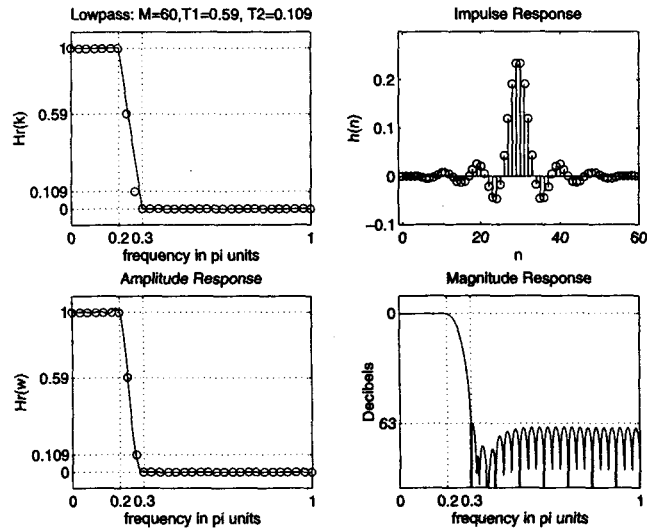 Lowpass: M=60,T1=0.59, T2=0.109
1
0.59
0.109
0
Hr(k)
0
0.2
0.3
1
frequency in pi units
Impulse Response
0.2
0.1
0
−0.1
h(n)
0
20
40
60
n
Amplitude Response
1
0.59
0.109
0
Hr(w)
0
0.2
0.3
1
frequency in pi units
Magnitude Response
0
63
Decibels
0
0.2
0.3
1
frequency in pi units